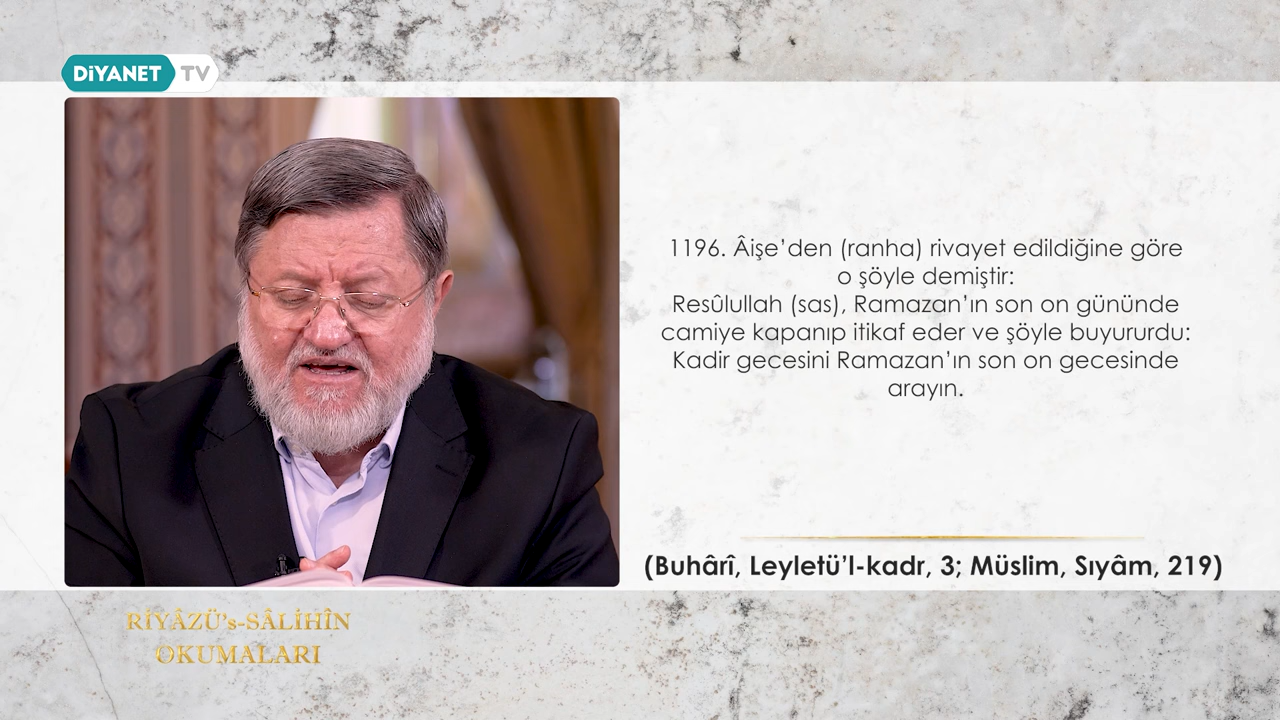 DİYANET TV
1196. Âişe’den (ranha) rivayet edildiğine göre
o şöyle demiştir:
Resûlullah (sas), Ramazan’ın son on gününde
camiye kapanıp itikaf eder ve şöyle buyururdu:
Kadir gecesini Ramazan’ın son on gecesinde
arayın.
(Buhârî, Leyletü’l-kadr, 3; Müslim, Sıyâm, 219)
RİYÂZÜ’s-SÂLİHÎN
OKUMALARI